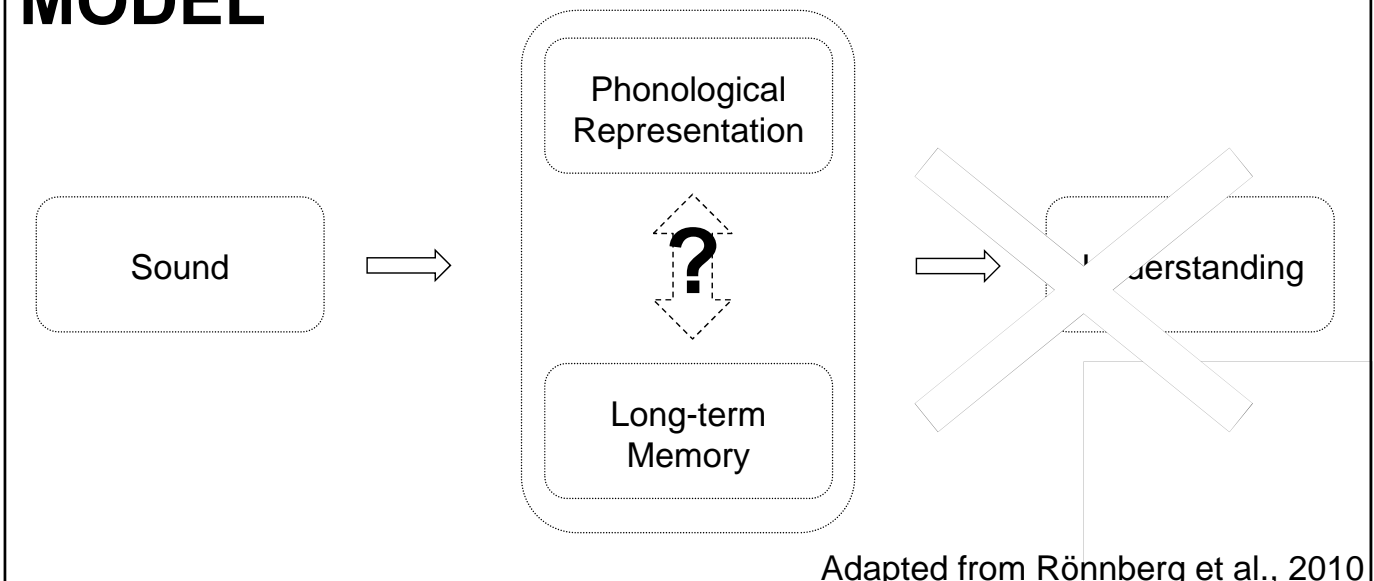 MODEL
Phonological
Representation
Sound
?
Long-term
Memory
Adapted from Rönnberg et al., 2010